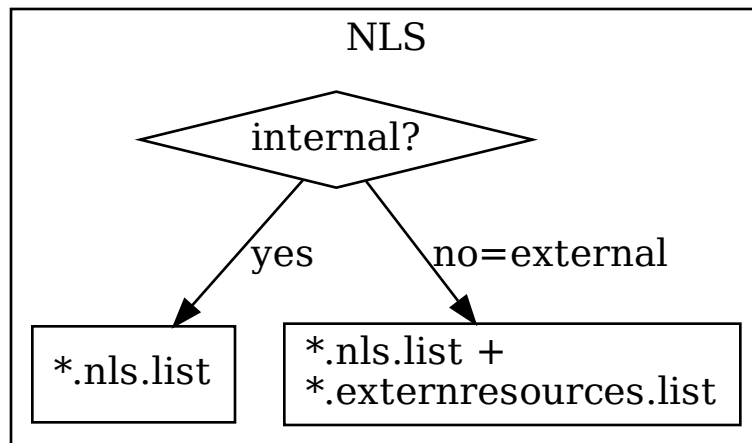 NLS
internal?
yes
no=external
*.nls.list
*.nls.list +
*.externresources.list